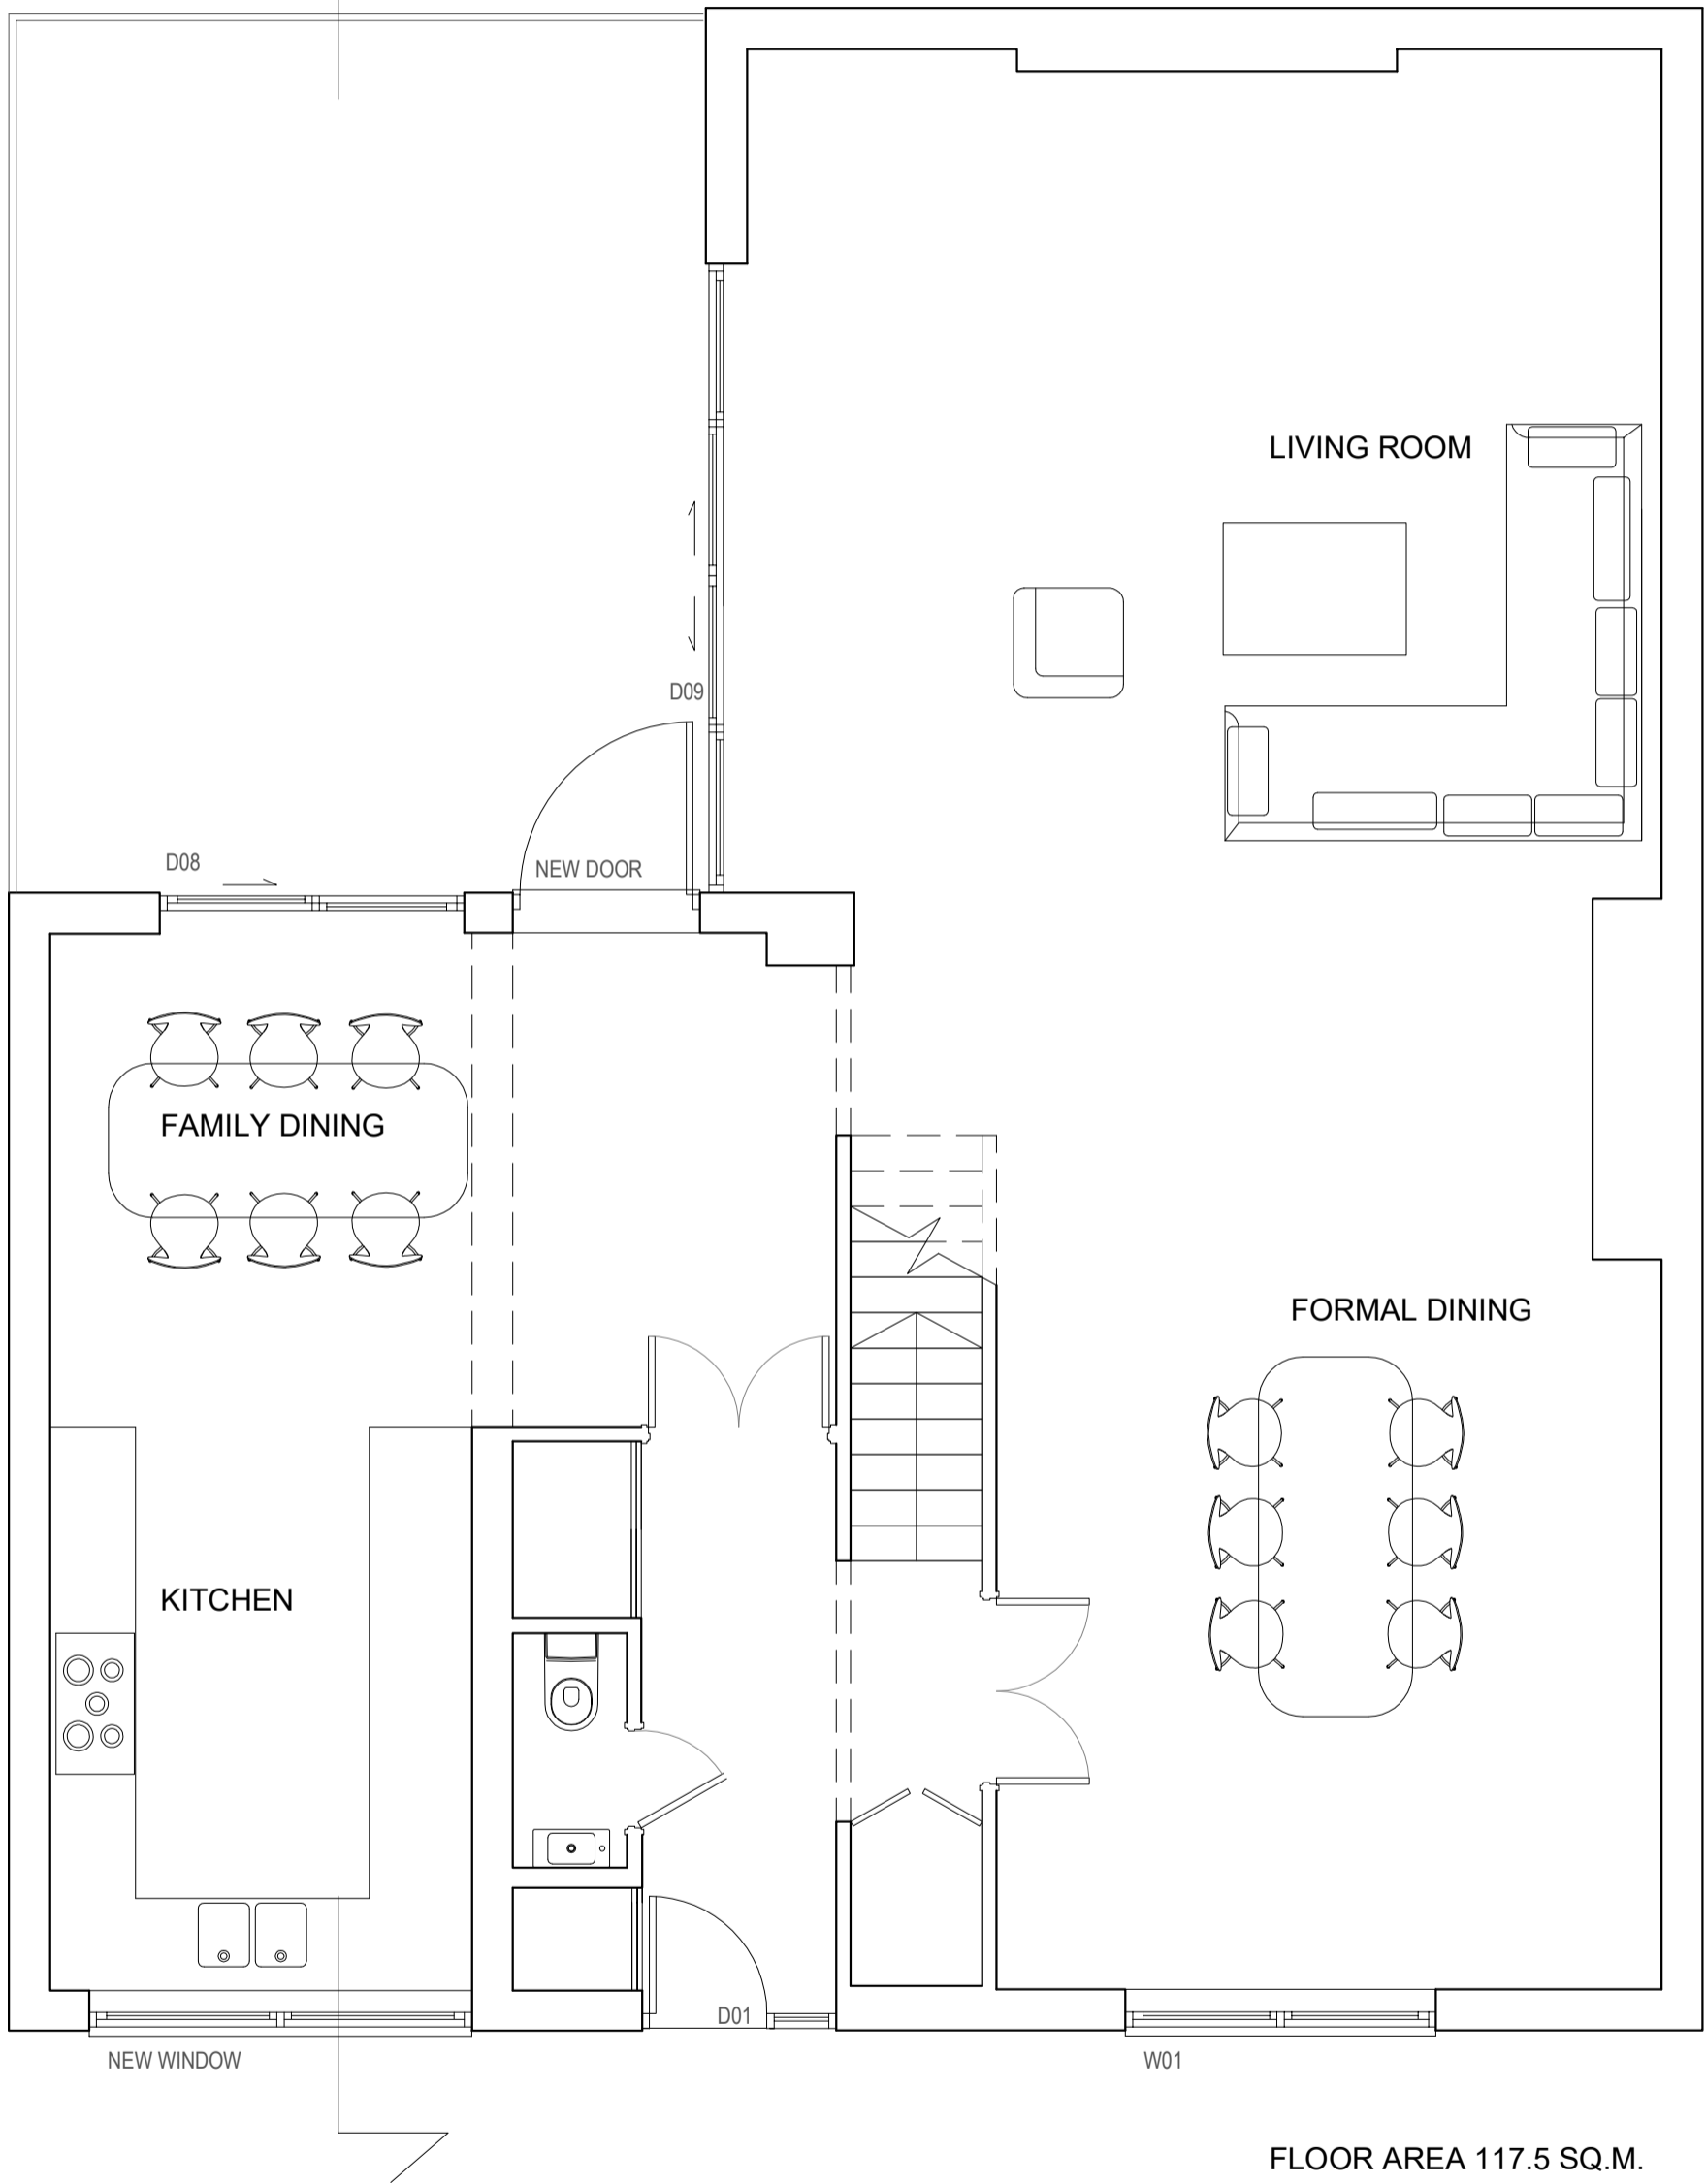 LIVING ROOM
D09
D08
NEW DOOR
FAMILY DINING
FORMAL DINING
KITCHEN
D01
NEW WINDOW
W01
FLOOR AREA 117.5 SQ.M.